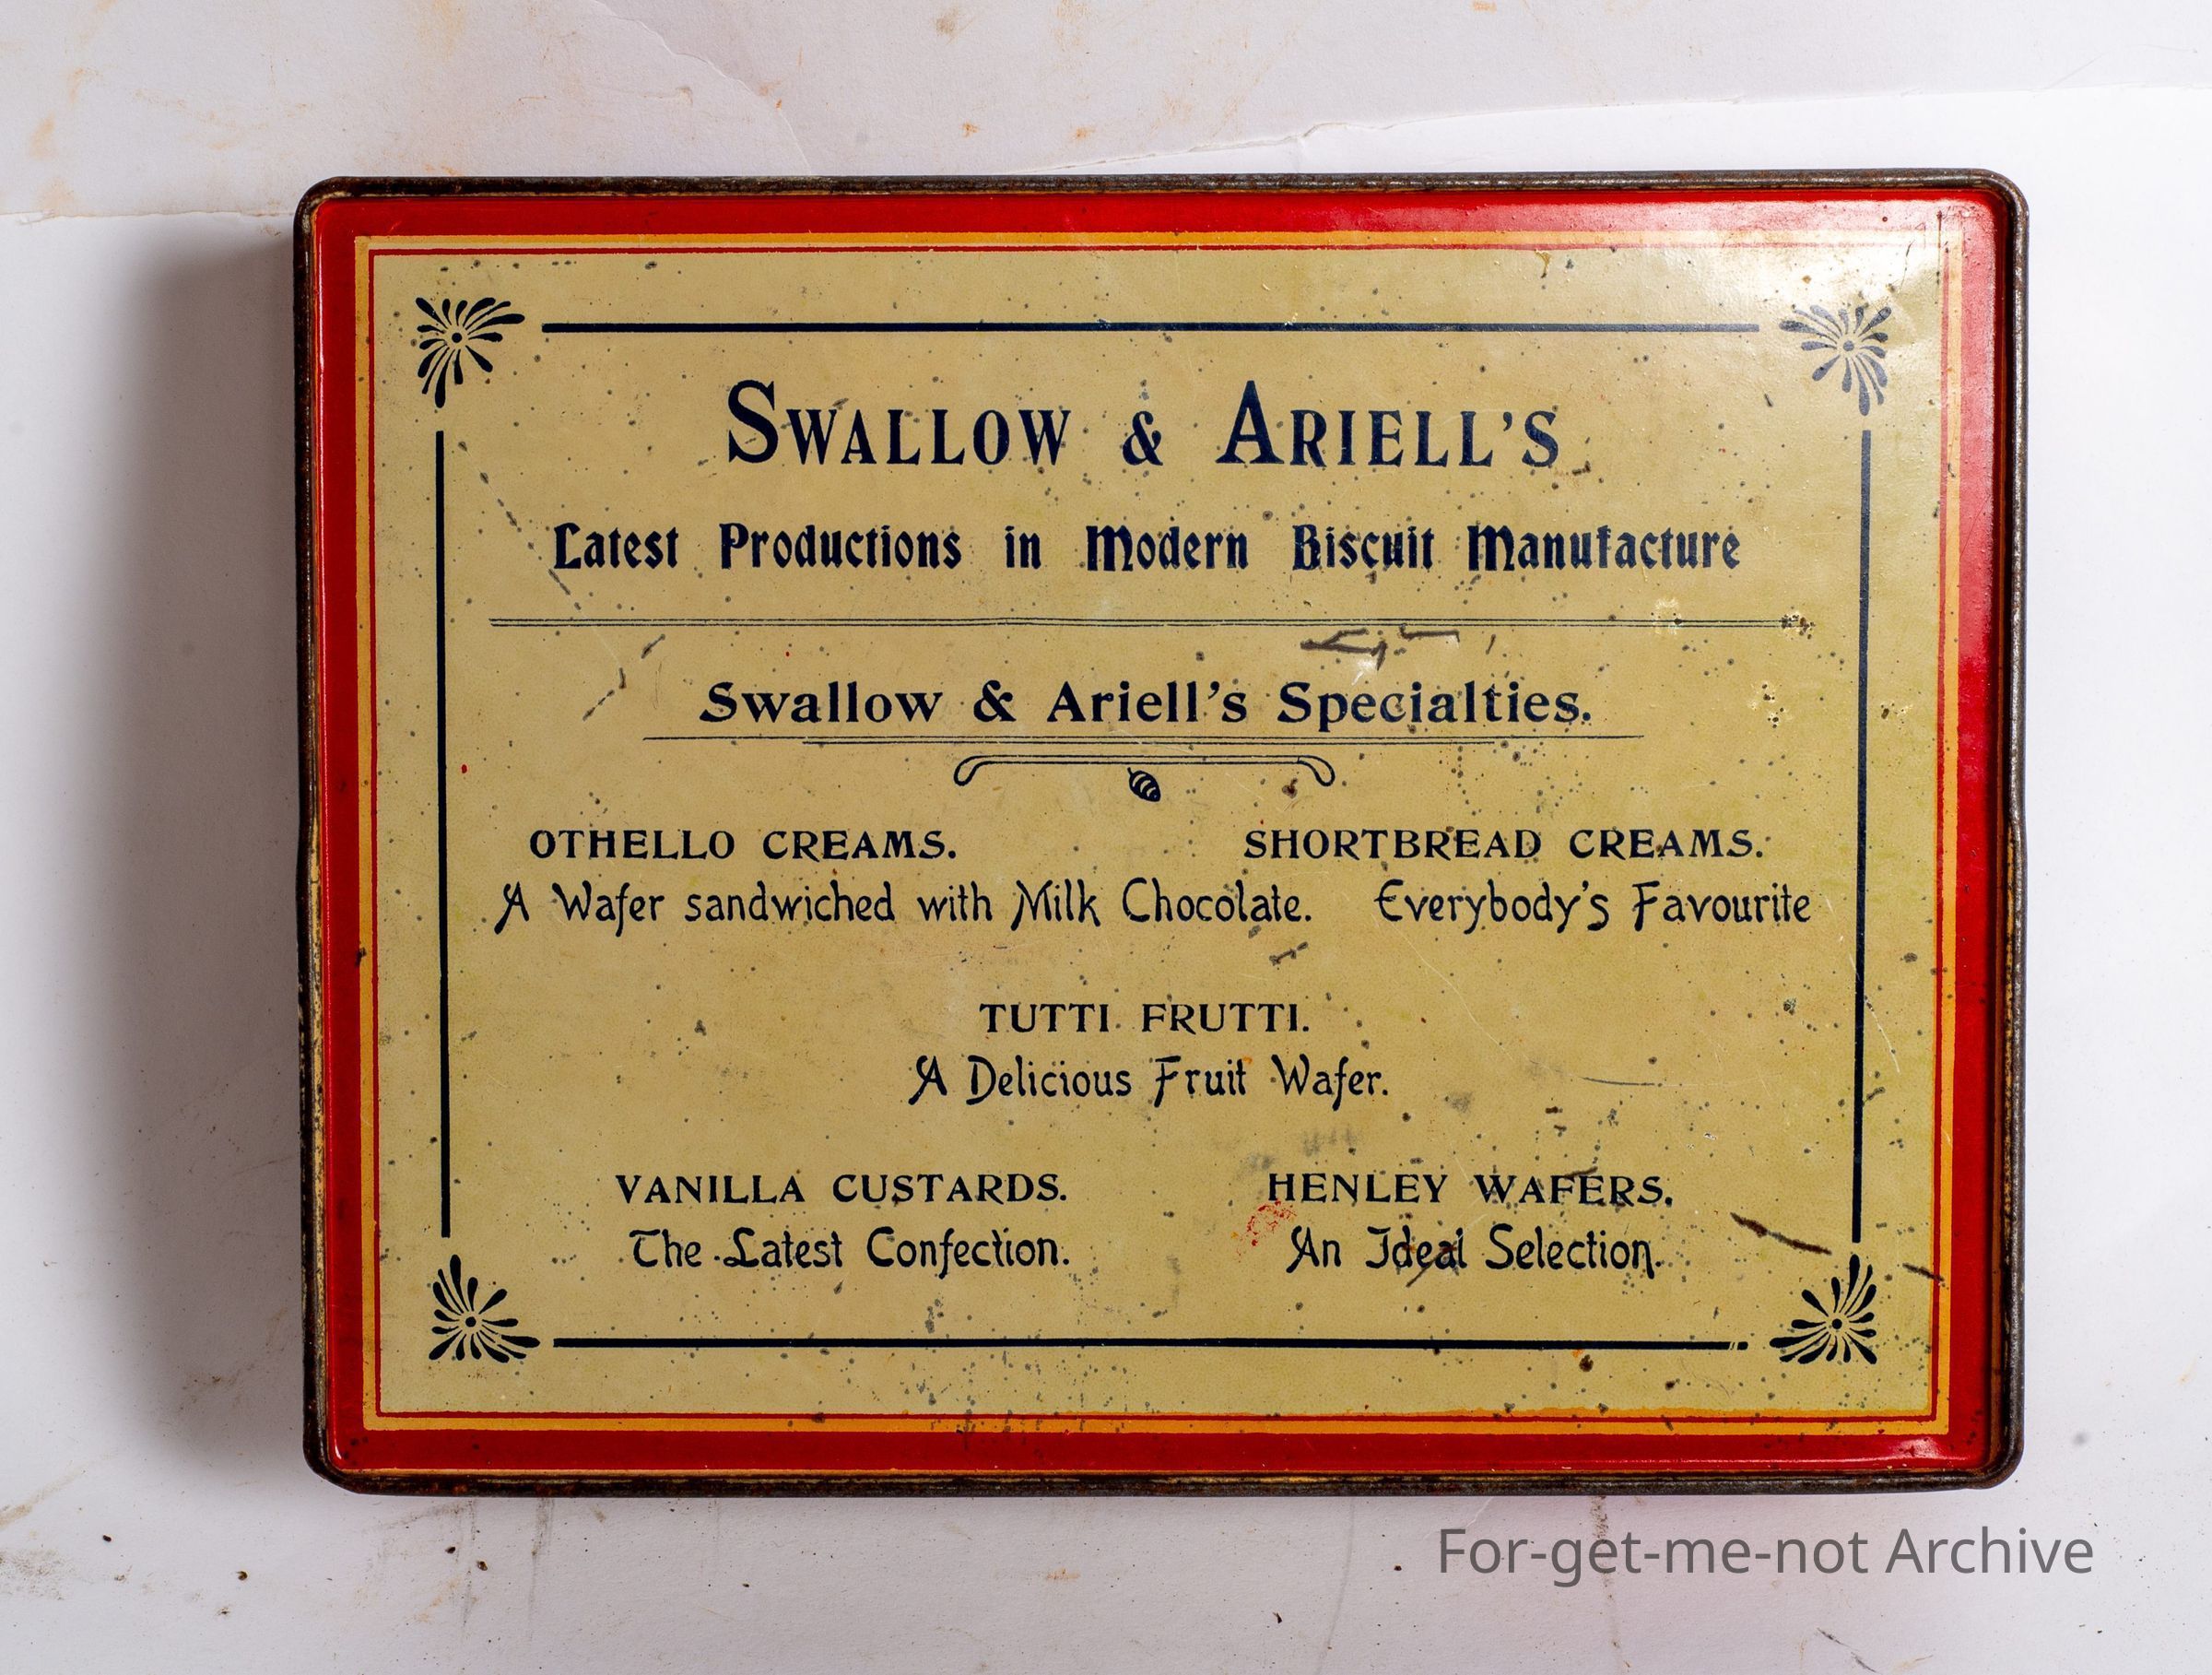 SWALLOW & ARIELL'S
Latest Productions in Modern Biscuit Manufacture
Swallow & Ariell's Specialties.
OTHELLO CREAMS.
A Wafer sandwiched with Milk Chocolate.
SHORTBREAD CREAMS.
Everybody's Favourite
TUTTI FRUTTI.
A Delicious Fruit Wafer.
VANILLA CUSTARDS.
The Latest Confection.
HENLEY WAFERS.
An Ideal Selection.
For-get-me-not Archive